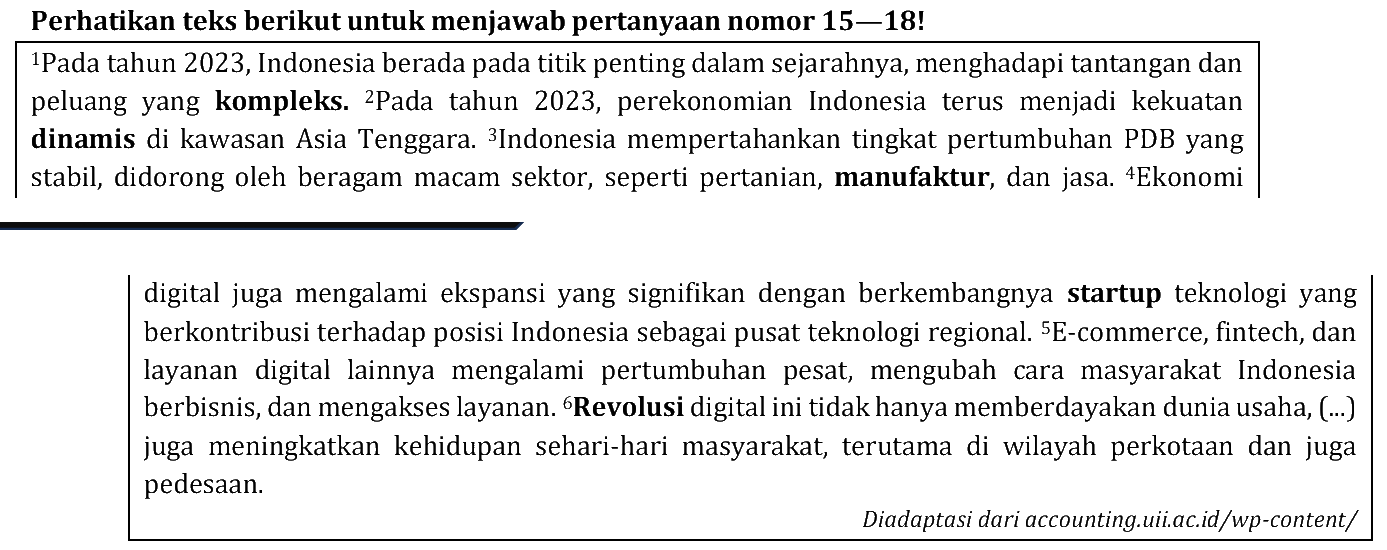 Perhatikan teks berikut untuk menjawab pertanyaan nomor 15—18!
¹Pada tahun 2023, Indonesia berada pada titik penting dalam sejarahnya, menghadapi tantangan dan
peluang yang kompleks. ²Pada tahun 2023, perekonomian Indonesia terus menjadi kekuatan
dinamis di kawasan Asia Tenggara. ³Indonesia mempertahankan tingkat pertumbuhan PDB yang
stabil, didorong oleh beragam macam sektor, seperti pertanian, manufaktur, dan jasa. ⁴Ekonomi
digital juga mengalami ekspansi yang signifikan dengan berkembangnya startup teknologi yang
berkontribusi terhadap posisi Indonesia sebagai pusat teknologi regional. ⁵E-commerce, fintech, dan
layanan digital lainnya mengalami pertumbuhan pesat, mengubah cara masyarakat Indonesia
berbisnis, dan mengakses layanan. ⁶Revolusi digital ini tidak hanya memberdayakan dunia usaha, (...)
juga meningkatkan kehidupan sehari-hari masyarakat, terutama di wilayah perkotaan dan juga
pedesaan.
Diadaptasi dari accounting.uii.ac.id/wp-content/